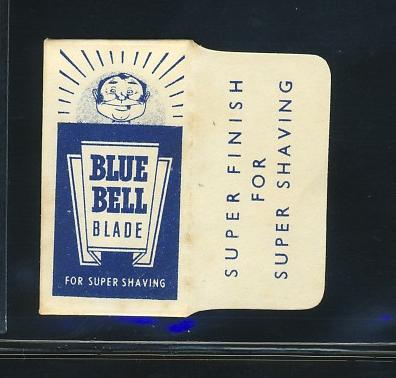 BLUE
BELL
BLADE
FOR SUPER SHAVING
SUPER FINISH
FOR
SUPER SHAVING